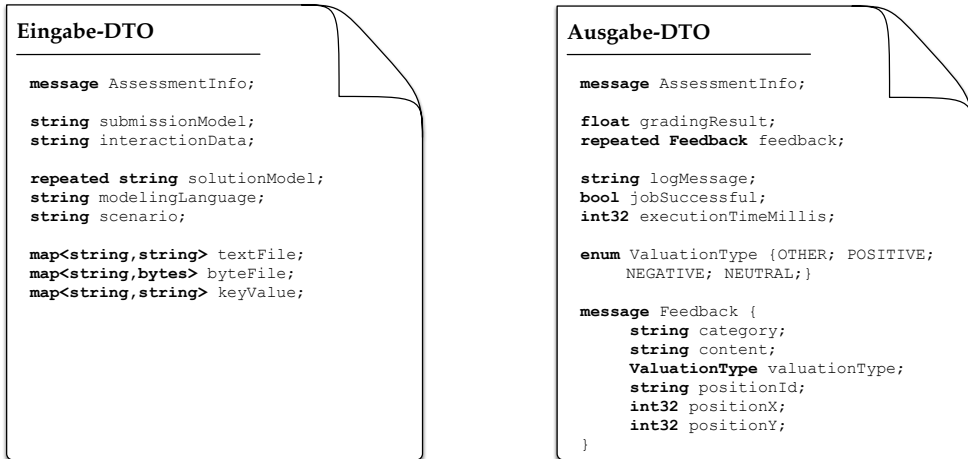 Eingabe-DTO
message AssessmentInfo;
string submissionModel;
string interactionData;
repeated string solutionModel;
string modelingLanguage;
string scenario;
map<string,string> textFile;
map<string,bytes> byteFile;
map<string,string> keyValue;
Ausgabe-DTO
message AssessmentInfo;
float gradingResult;
repeated Feedback feedback;
string logMessage;
bool jobSuccessful;
int32 executionTimeMillis;
enum ValuationType {OTHER; POSITIVE;
NEGATIVE; NEUTRAL;}
message Feedback {
string category;
string content;
ValuationType valuationType;
string positionId;
int32 positionX;
int32 positionY;
}